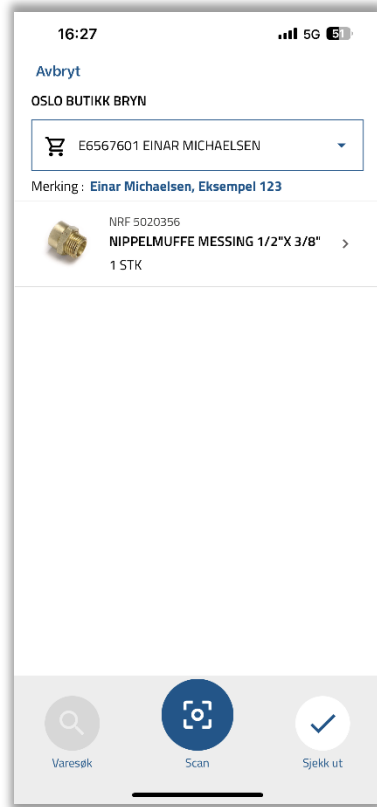 16:27
5G 51
Avbryt
OSLO BUTIKK BRYN
E6567601 EINAR MICHAELSEN
Merking : Einar Michaelsen, Eksempel 123
NRF 5020356
NIPPELMUFFE MESSING 1/2"X 3/8"
1 STK
Varesøk
Scan
Sjekk ut